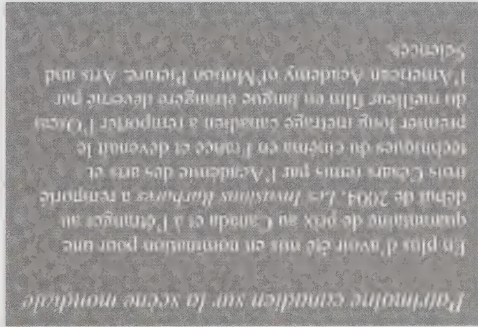 Patrimoine canadien sur la scène mondiale
En plus d'avoir été mis en nomination pour une
quarantaine de prix au Canada et à l'étranger au
début de 2004, Les Invasions Barbares a remporté
trois Césars remis par l'Académie des arts et
techniques du cinéma en France et devenait le
premier long métrage canadien à remporter l'Oscar
du meilleur film en langue étrangère décerné par
l'American Academy of Motion Picture, Arts and
Sciences.